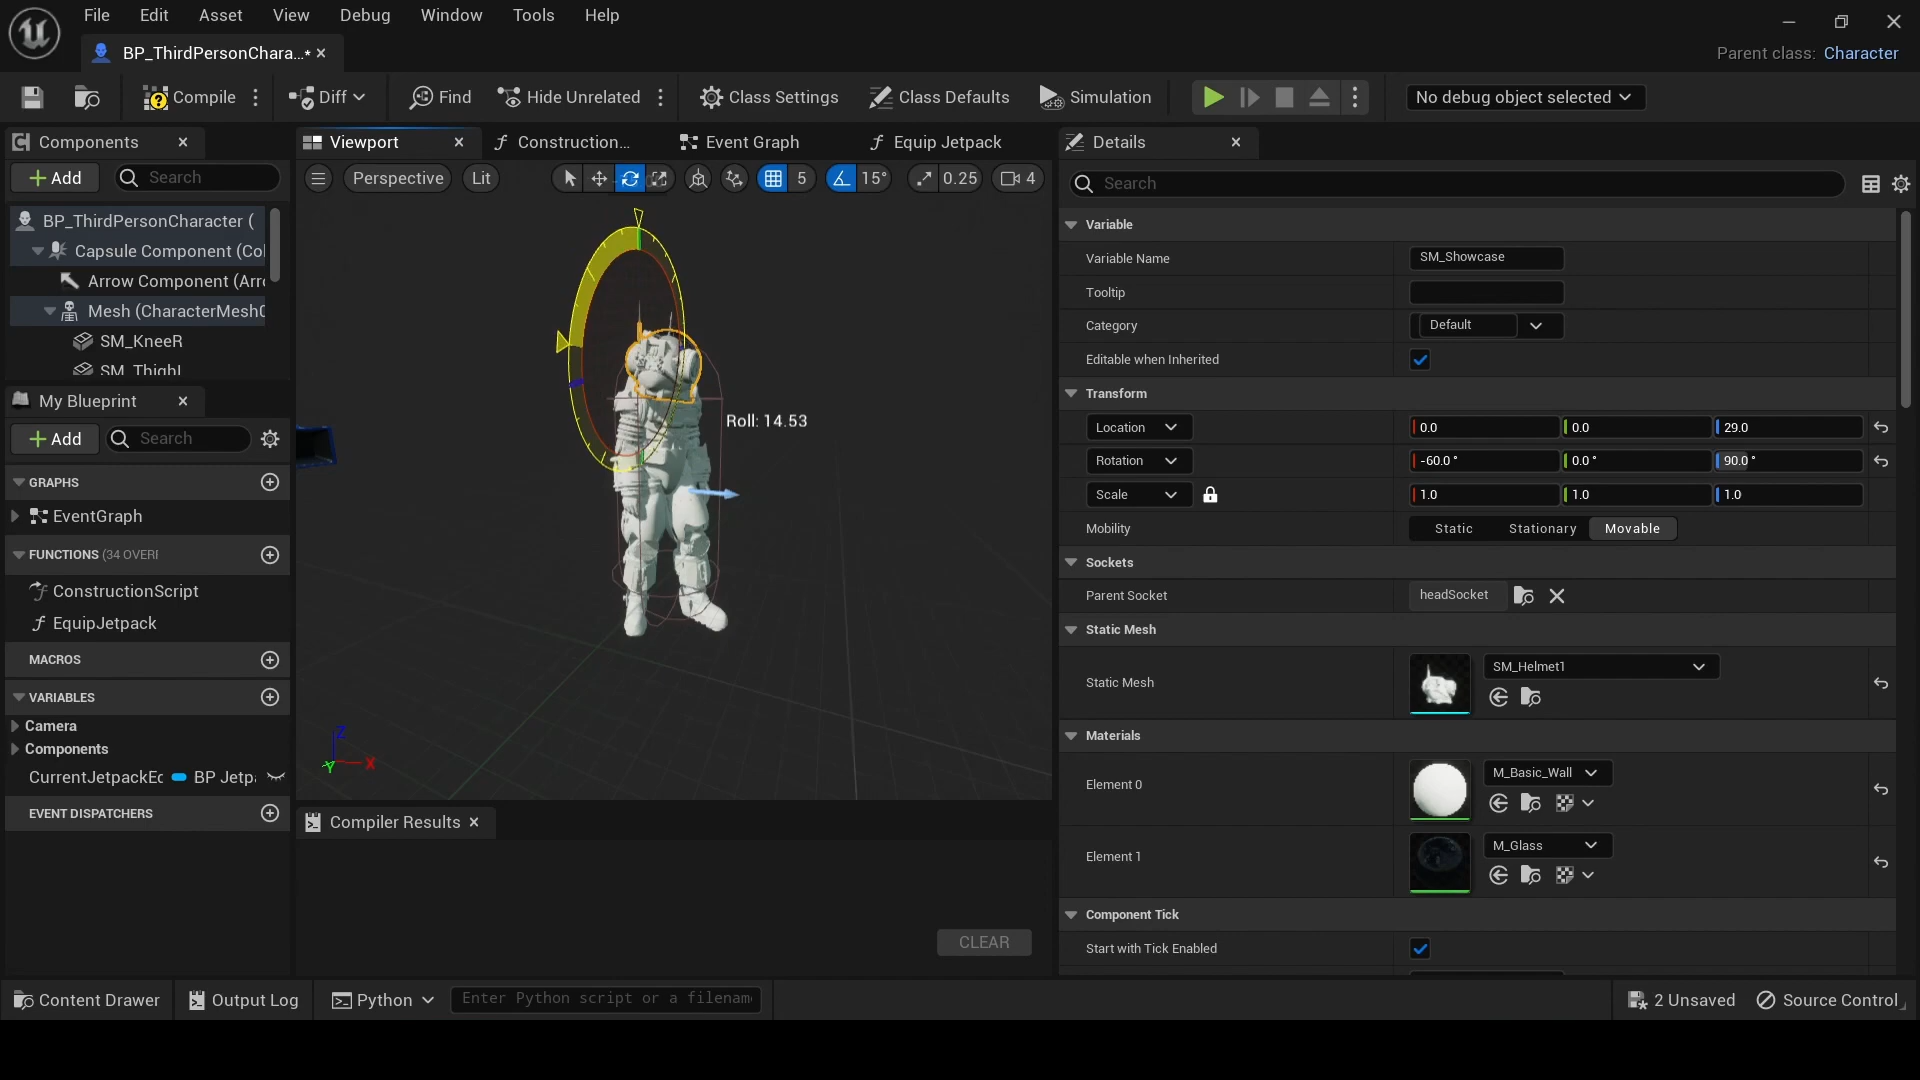 File Edit Asset View Debug Window Tools Help
BP_ThirdPersonChara...*
Parent class: Character
Compile
Diff
Find
Hide Unrelated
Class Settings
Class Defaults
Simulation
No debug object selected
Components
Viewport
Construction...
Event Graph
Equip Jetpack
Details
Add
Search
Perspective
Lit
5
15°
0.25
4
Search
BP_ThirdPersonCharacter (
Capsule Component (Col
Arrow Component (Arr
Mesh (CharacterMesh
SM_KneeR
SM_ThighL
My Blueprint
Add
Search
GRAPHS
EventGraph
FUNCTIONS (34 OVERI
ConstructionScript
EquipJetpack
MACROS
VARIABLES
Camera
Components
CurrentJetpackEc BP Jetp
EVENT DISPATCHERS
Roll: 14.53
Z
X
Y
Compiler Results
CLEAR
Variable
Variable Name SM_Showcase
Tooltip
Category Default
Editable when Inherited
Transform
Location 0.0 0.0 29.0
Rotation -60.0° 0.0° 90.0°
Scale 1.0 1.0 1.0
Mobility Static Stationary Movable
Sockets
Parent Socket headSocket
Static Mesh
Static Mesh SM_Helmet1
Materials
Element 0 M_Basic_Wall
Element 1 M_Glass
Component Tick
Start with Tick Enabled
Content Drawer
Output Log
Python
Enter Python script or a filenam
2 Unsaved
Source Control